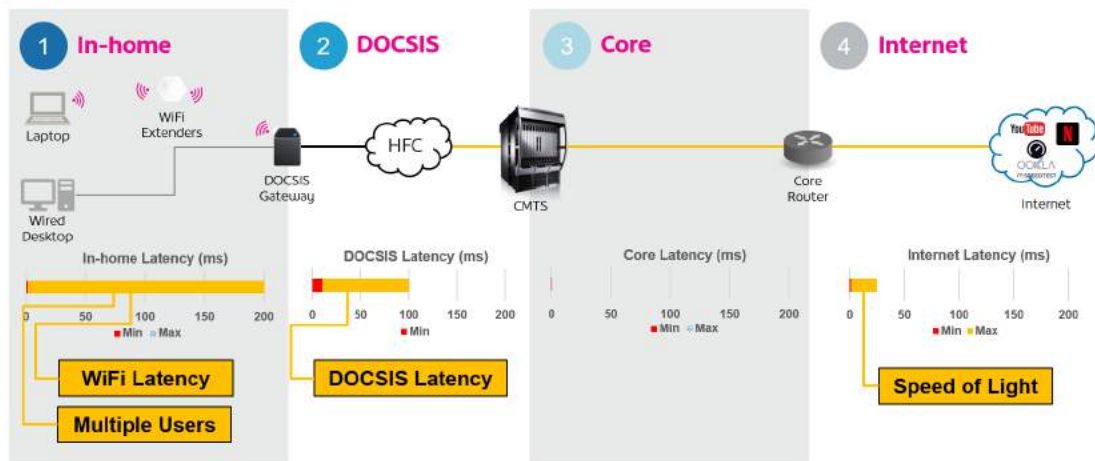 1 In-home
2 DOCSIS
3 Core
4 Internet
Laptop
WiFi
Extenders
Wired
Desktop
DOCSIS
Gateway
HFC
CMTS
Core
Router
YouTube
N
OOKLA
Internet
In-home Latency (ms)
0 50 100 150 200
Min Max
WiFi Latency
Multiple Users
DOCSIS Latency (ms)
0 50 100 150 200
Min Max
DOCSIS Latency
Core Latency (ms)
0 50 100 150 200
Min Max
Internet Latency (ms)
0 50 100 150 200
Min Max
Speed of Light